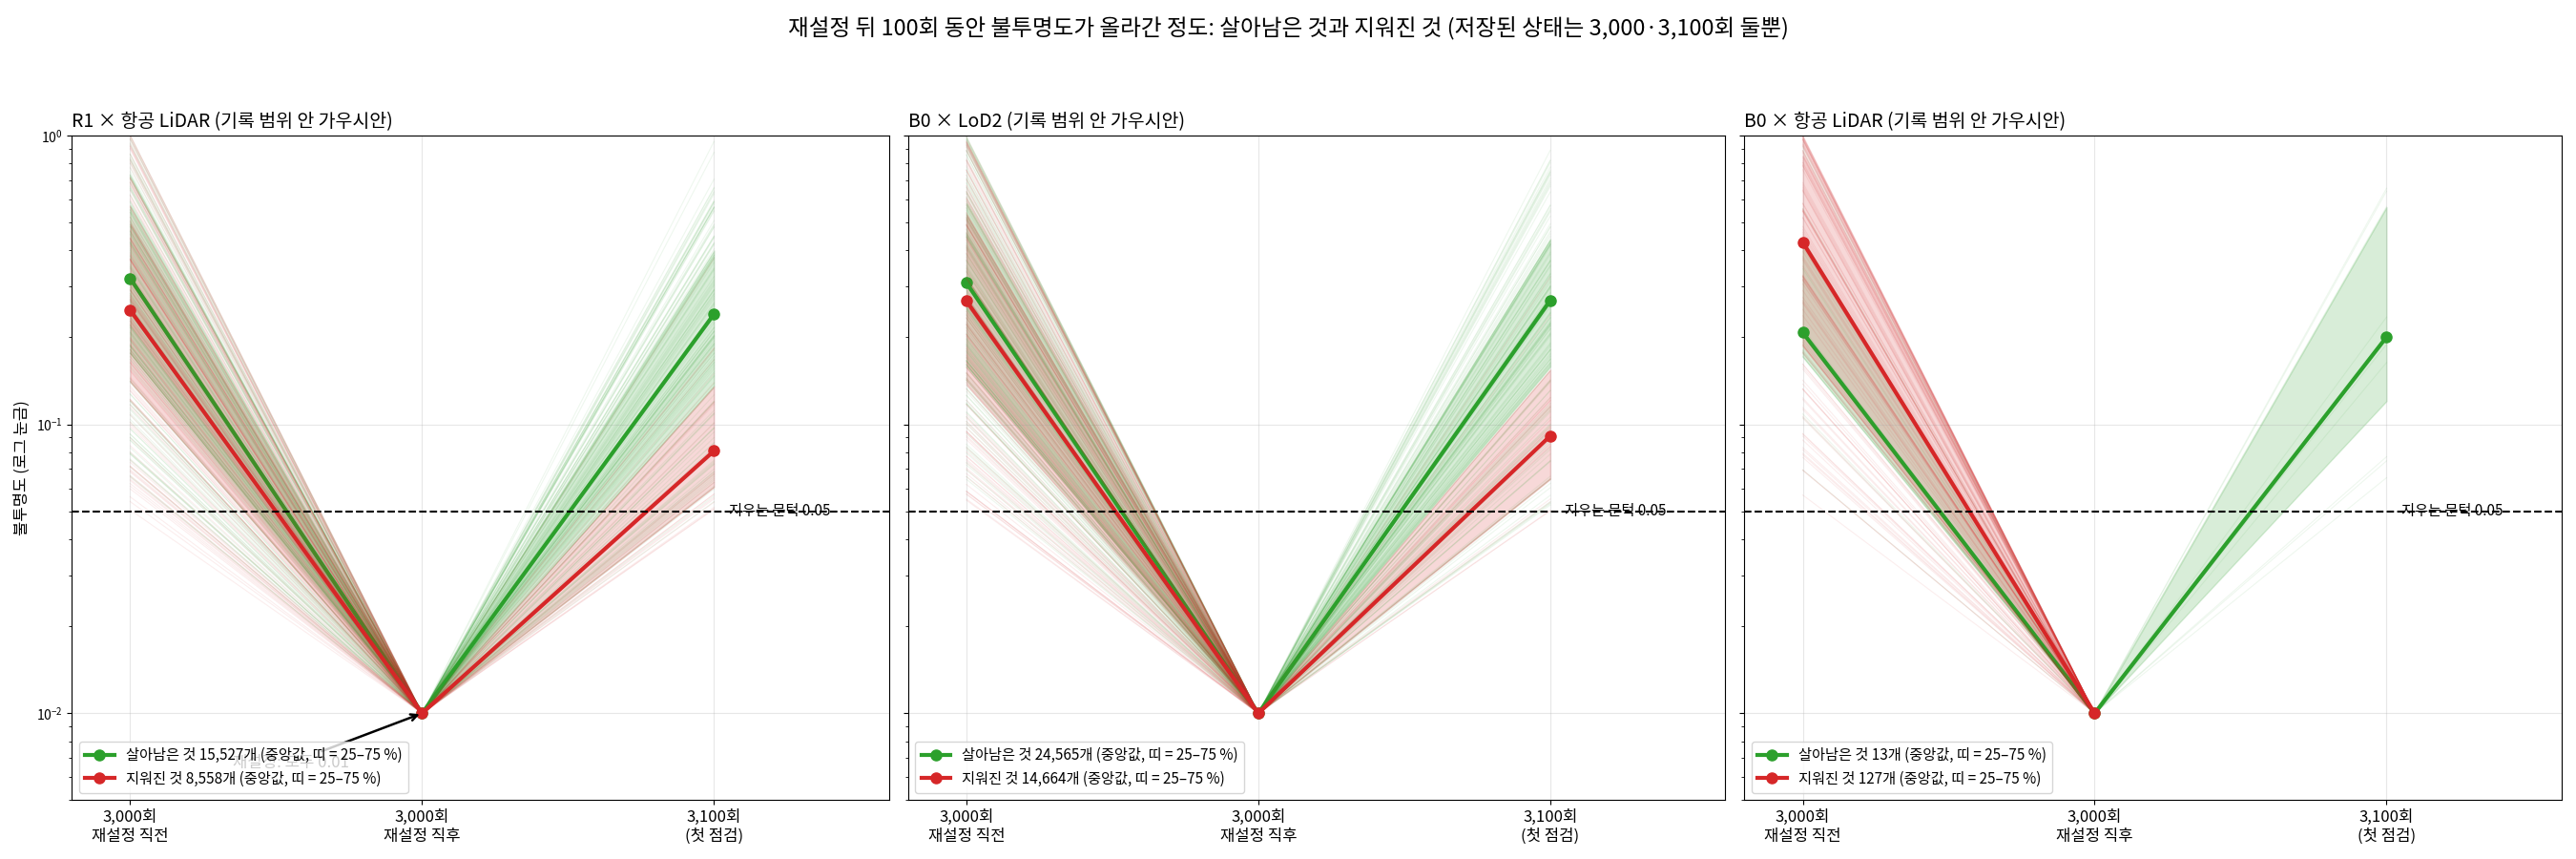 재설정 뒤 100회 동안 불투명도가 올라간 정도: 살아남은 것과 지워진 것 (저장된 상태는 3,000·3,100회 둘뿐)
R1 × 항공 LiDAR (기록 범위 안 가우시안)
B0 × LoD2 (기록 범위 안 가우시안)
B0 × 항공 LiDAR (기록 범위 안 가우시안)
불투명도 (로그 눈금)
10⁰
10⁻¹
10⁻²
지우는 문턱 0.05
지우는 문턱 0.05
지우는 문턱 0.05
살아남은 것 15,527개 (중앙값, 띠 = 25–75 %)
지워진 것 8,558개 (중앙값, 띠 = 25–75 %)
살아남은 것 24,565개 (중앙값, 띠 = 25–75 %)
지워진 것 14,664개 (중앙값, 띠 = 25–75 %)
살아남은 것 13개 (중앙값, 띠 = 25–75 %)
지워진 것 127개 (중앙값, 띠 = 25–75 %)
3,000회
재설정 직전
3,000회
재설정 직후
3,100회
(첫 점검)
3,000회
재설정 직전
3,000회
재설정 직후
3,100회
(첫 점검)
3,000회
재설정 직전
3,000회
재설정 직후
3,100회
(첫 점검)